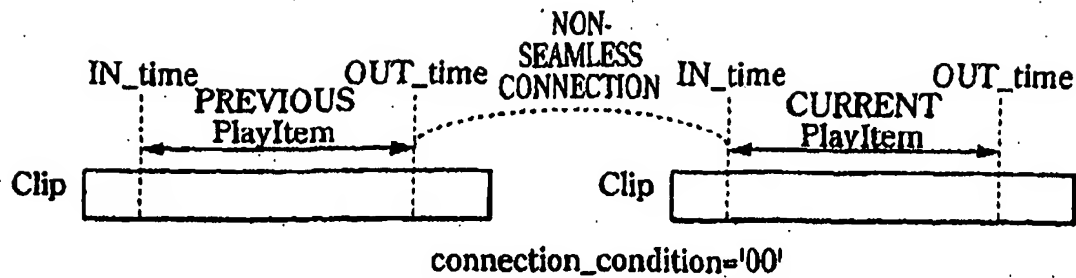 NON-
SEAMLESS
CONNECTION
IN_time
OUT_time
IN_time
OUT_time
PREVIOUS
PlayItem
CURRENT
PlayItem
Clip
Clip
connection_condition='00'